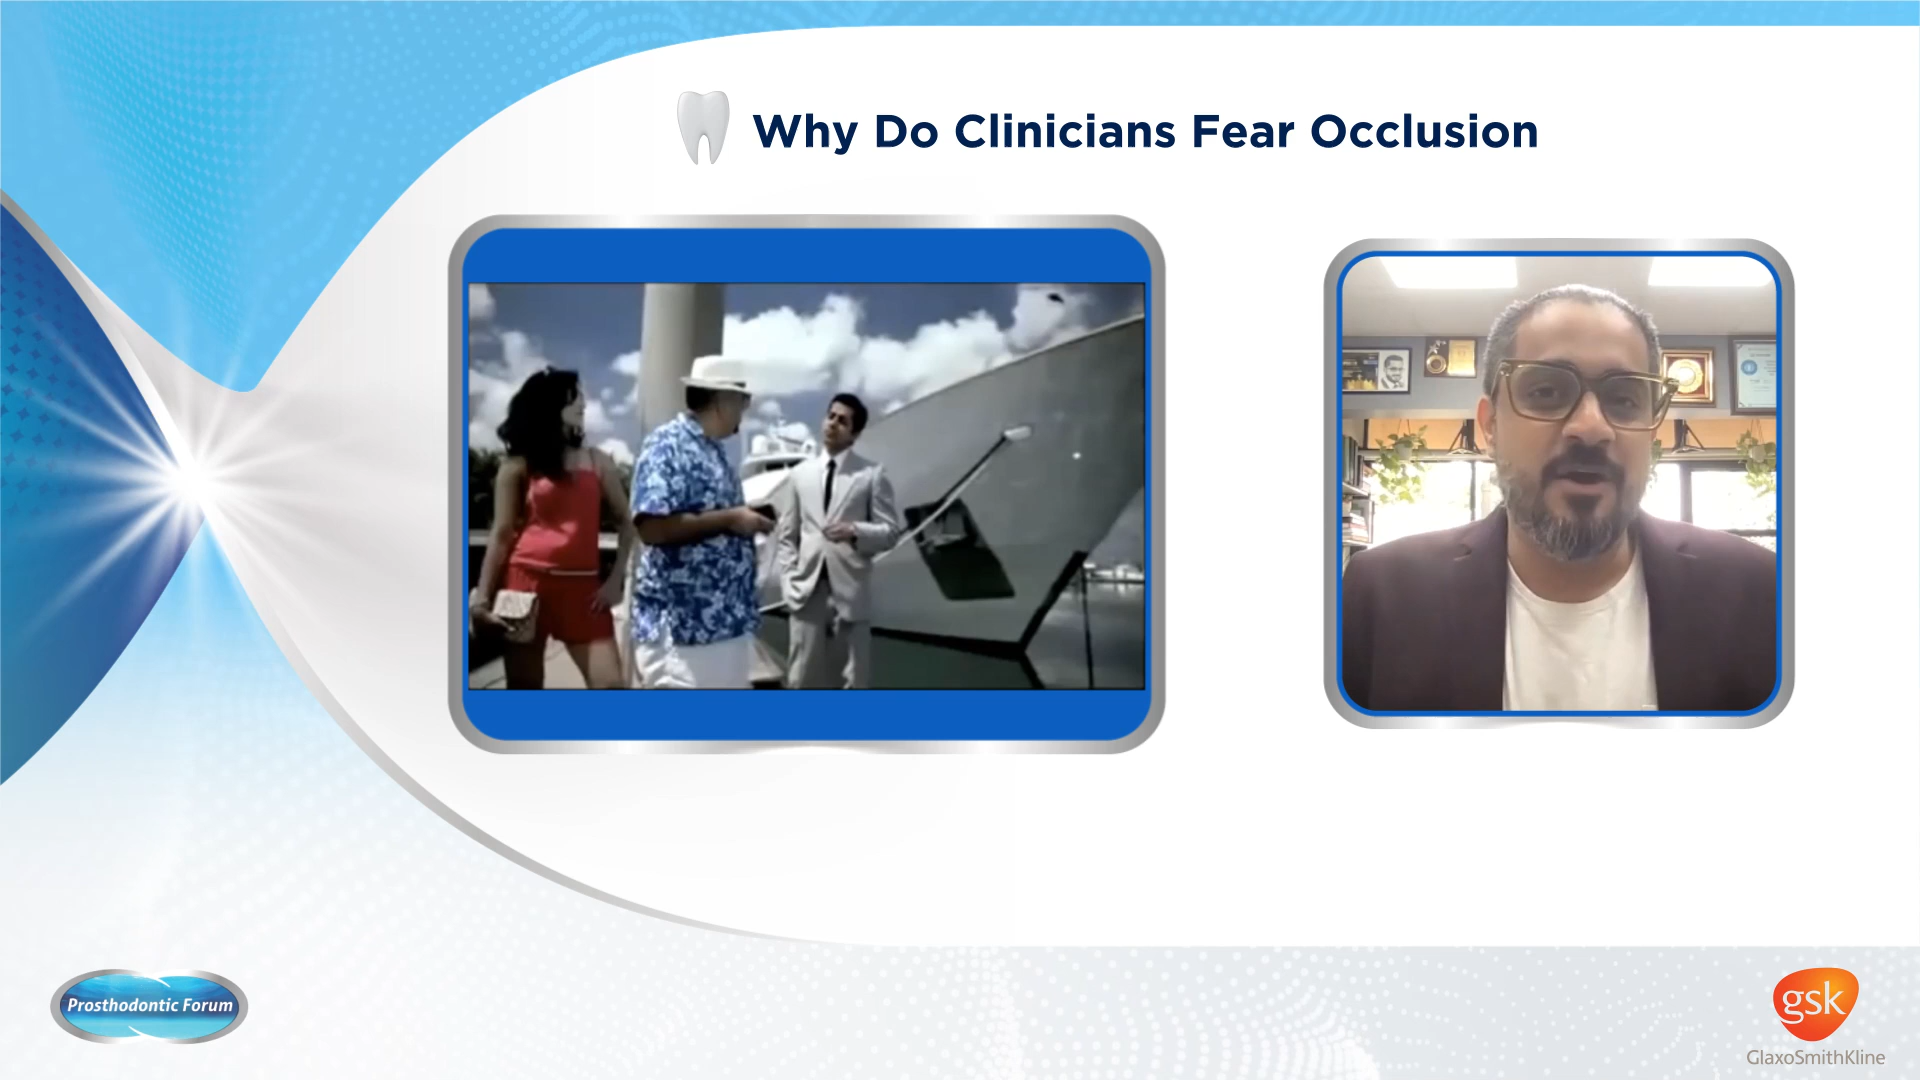 Why Do Clinicians Fear Occlusion
Prosthodontic Forum
gsk
GlaxoSmithKline